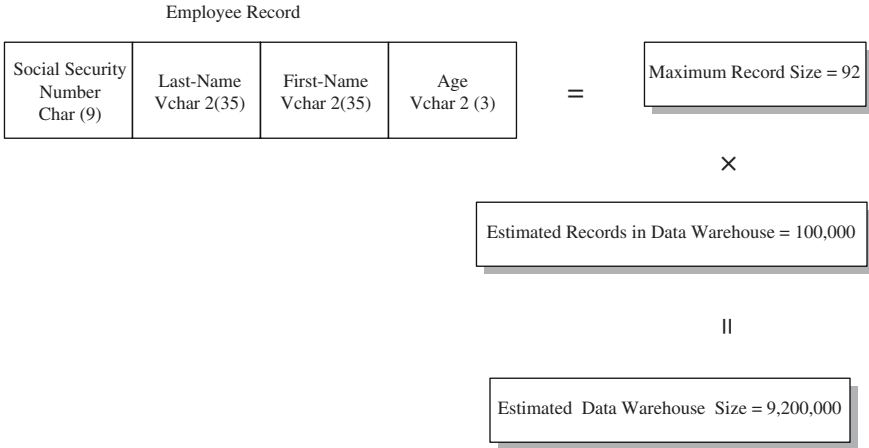 Employee Record
Social Security
Number
Char (9)
Last-Name
Vchar 2(35)
First-Name
Vchar 2(35)
Age
Vchar 2 (3)
=
Maximum Record Size = 92
×
Estimated Records in Data Warehouse = 100,000
=
Estimated Data Warehouse Size = 9,200,000